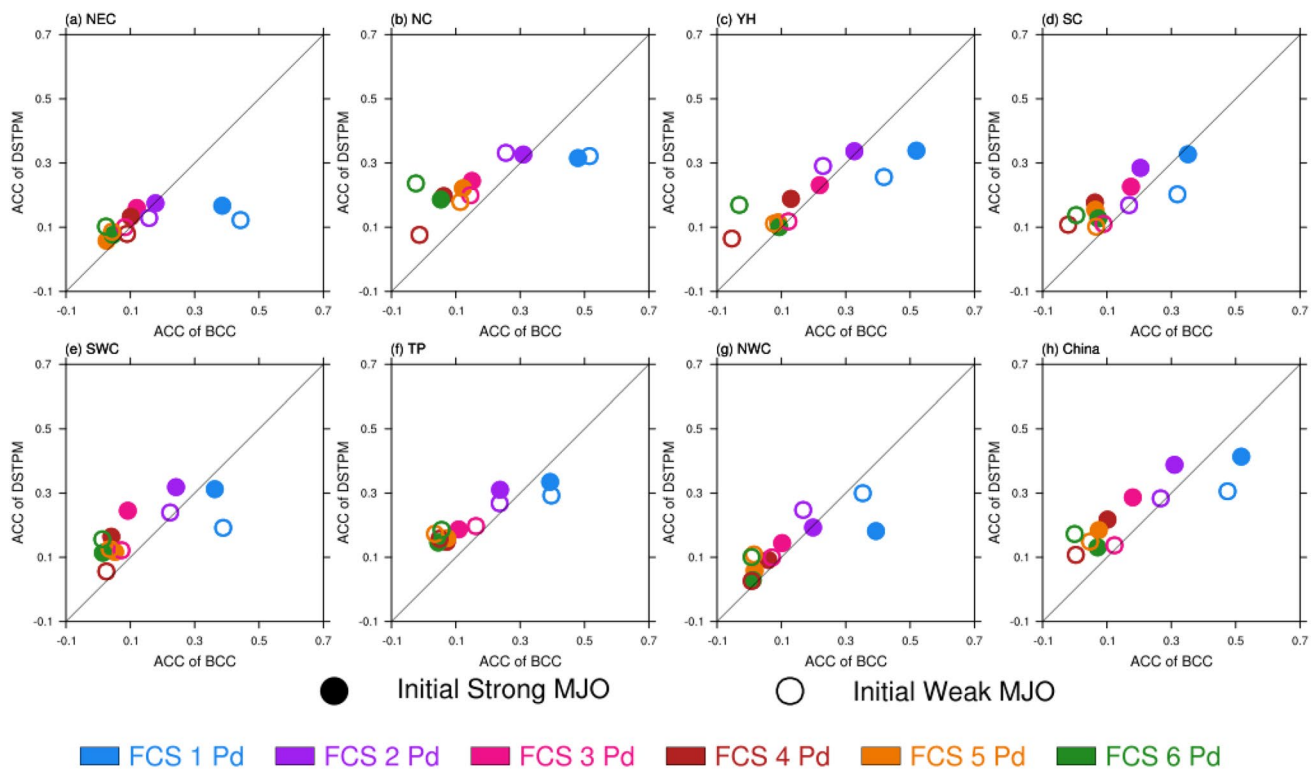 (a) NEC
(b) NC
(c) YH
(d) SC
0.7
0.5
0.3
0.1
-0.1
ACC of DSTPM
-0.1 0.1 0.3 0.5 0.7
ACC of BCC
0.7
0.5
0.3
0.1
-0.1
ACC of DSTPM
-0.1 0.1 0.3 0.5 0.7
ACC of BCC
0.7
0.5
0.3
0.1
-0.1
ACC of DSTPM
-0.1 0.1 0.3 0.5 0.7
ACC of BCC
0.7
0.5
0.3
0.1
-0.1
ACC of DSTPM
-0.1 0.1 0.3 0.5 0.7
ACC of BCC
(e) SWC
(f) TP
(g) NWC
(h) China
0.7
0.5
0.3
0.1
-0.1
ACC of DSTPM
-0.1 0.1 0.3 0.5 0.7
ACC of BCC
0.7
0.5
0.3
0.1
-0.1
ACC of DSTPM
-0.1 0.1 0.3 0.5 0.7
ACC of BCC
0.7
0.5
0.3
0.1
-0.1
ACC of DSTPM
-0.1 0.1 0.3 0.5 0.7
ACC of BCC
0.7
0.5
0.3
0.1
-0.1
ACC of DSTPM
-0.1 0.1 0.3 0.5 0.7
ACC of BCC
Initial Strong MJO
Initial Weak MJO
FCS 1 Pd
FCS 2 Pd
FCS 3 Pd
FCS 4 Pd
FCS 5 Pd
FCS 6 Pd